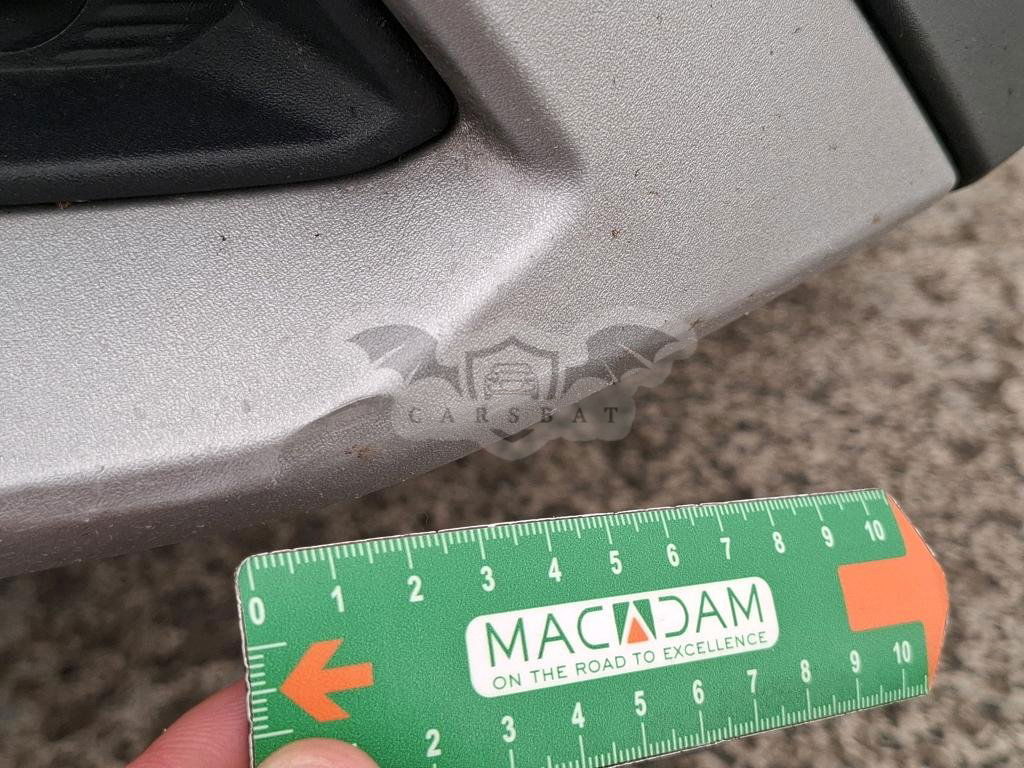 CARSBAT
0 1 2 3 4 5 6 7 8 9 10
MACADAM
ON THE ROAD TO EXCELLENCE
2 3 4 5 6 7 8 9 10